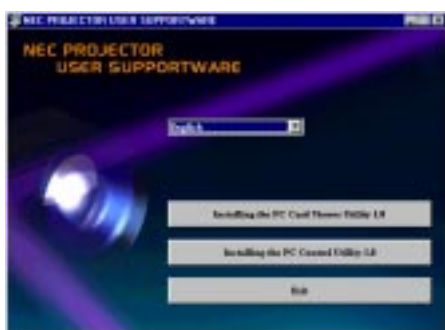 NEC PROJECTOR USER SUPPORTWARE
NEC PROJECTOR
USER SUPPORTWARE
English
Installing the PC Card Viewer Utility 1.0
Installing the PC Control Utility 1.0
Exit